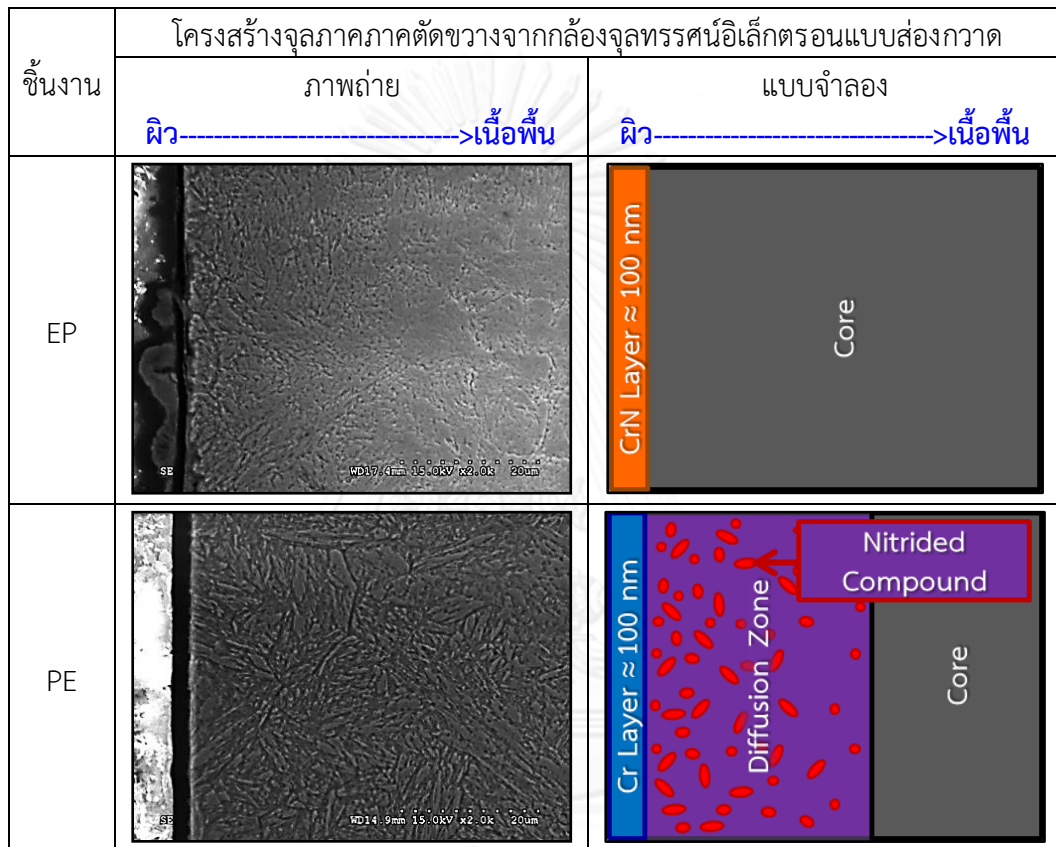 ชิ้นงาน
โครงสร้างจุลภาคภาคตัดขวางจากกล้องจุลทรรศน์อิเล็กตรอนแบบส่องกวาด
ภาพถ่าย
ผิว--------------------------------->เนื้อพื้น
แบบจำลอง
ผิว--------------------------------->เนื้อพื้น
EP
SE
WD17.4mm 15.0kV x2.0k 20um
CrN Layer ≈ 100 nm
Core
PE
SE
WD14.9mm 15.0kV x2.0k 20um
Cr Layer ≈ 100 nm
Diffusion Zone
Nitrided
Compound
Core